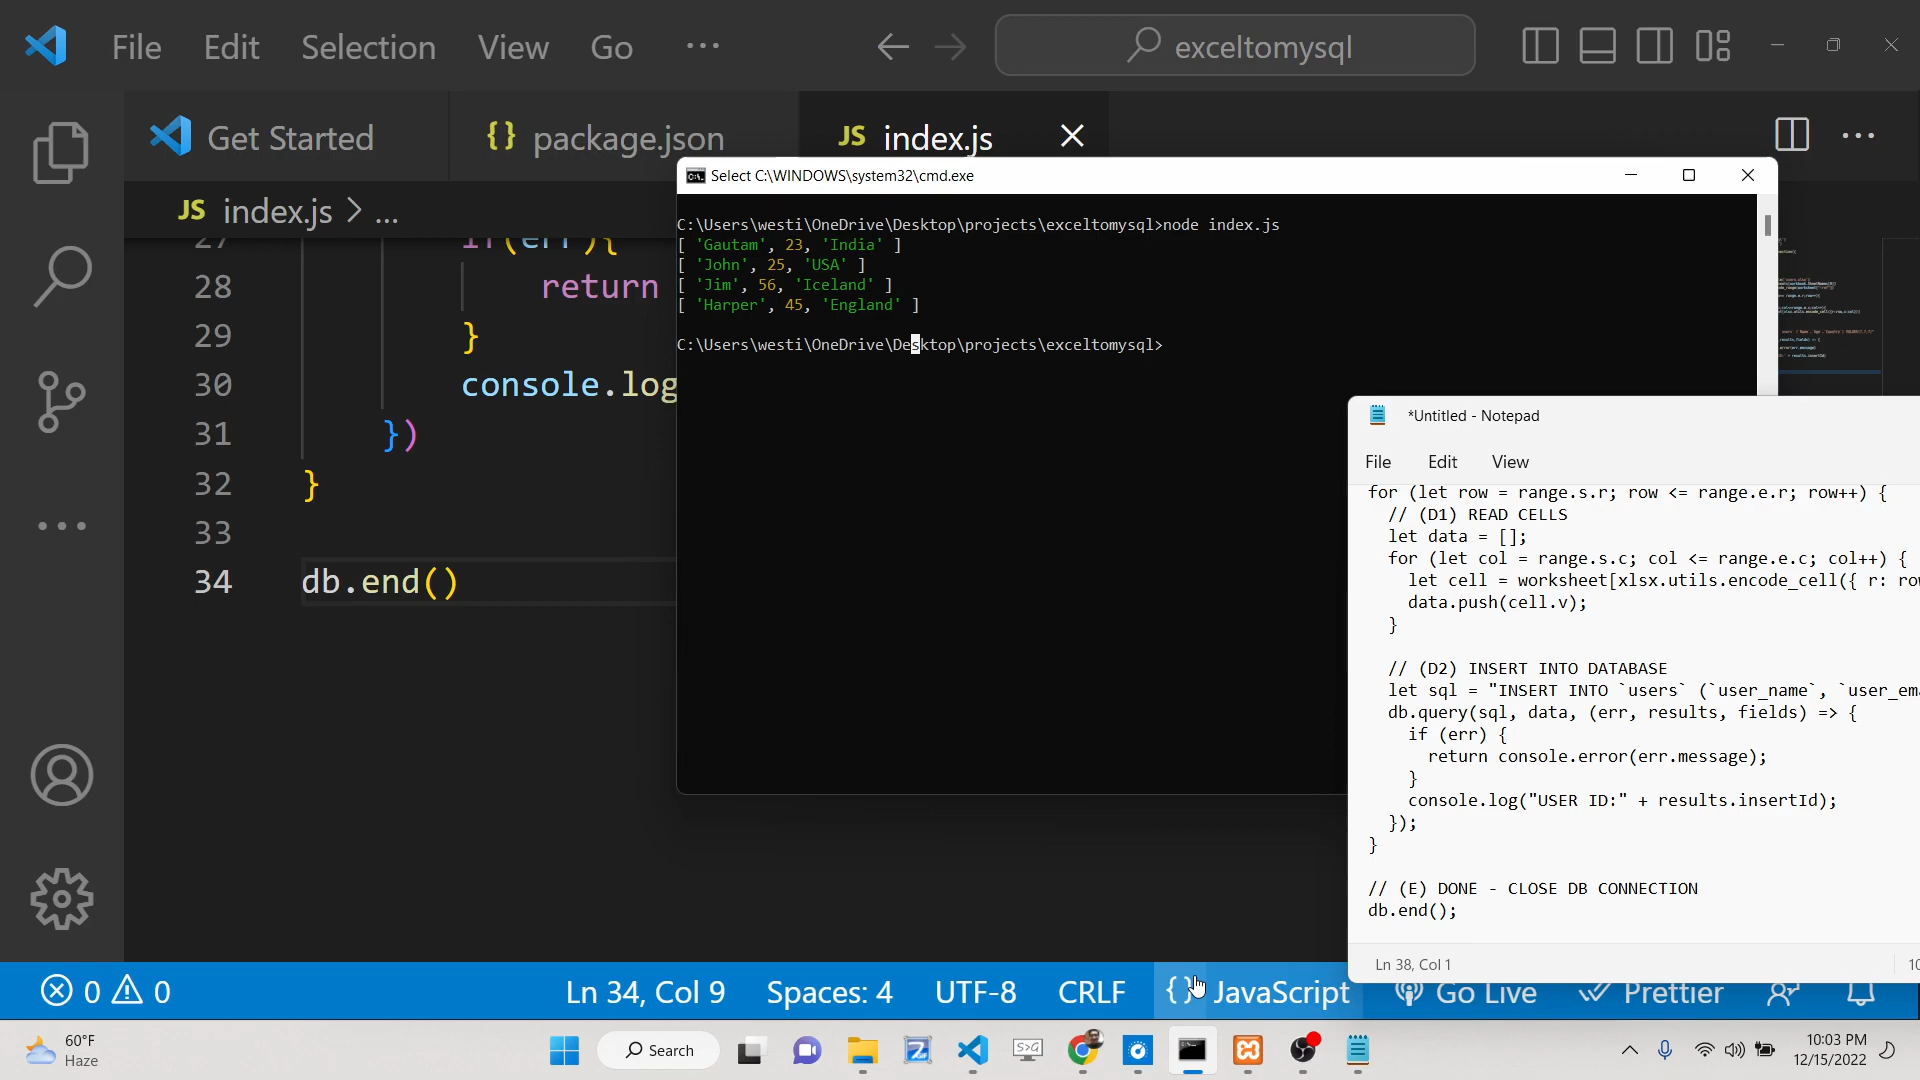 File Edit Selection View Go ···
exceltomysql
Get Started
package.json
JS index.js
JS index.js > ...
27 if(err){
28 return
29 }
30 console.log
31 })
32 }
33
34 db.end()
Select C:\WINDOWS\system32\cmd.exe
C:\Users\westi\OneDrive\Desktop\projects\exceltomysql>node index.js
[ 'Gautam', 23, 'India' ]
[ 'John', 25, 'USA' ]
[ 'Jim', 56, 'Iceland' ]
[ 'Harper', 45, 'England' ]
C:\Users\westi\OneDrive\Desktop\projects\exceltomysql>
*Untitled - Notepad
File Edit View
for (let row = range.s.r; row <= range.e.r; row++) {
// (D1) READ CELLS
let data = [];
for (let col = range.s.c; col <= range.e.c; col++) {
let cell = worksheet[xlsx.utils.encode_cell({ r: ro
data.push(cell.v);
}
// (D2) INSERT INTO DATABASE
let sql = "INSERT INTO `users` (`user_name`, `user_em
db.query(sql, data, (err, results, fields) => {
if (err) {
return console.error(err.message);
}
console.log("USER ID:" + results.insertId);
});
}
// (E) DONE - CLOSE DB CONNECTION
db.end();
Ln 38, Col 1
0 0
Ln 34, Col 9
Spaces: 4
UTF-8
CRLF
{ } JavaScript
Go Live
Prettier
60°F
Haze
Search
10:03 PM
12/15/2022